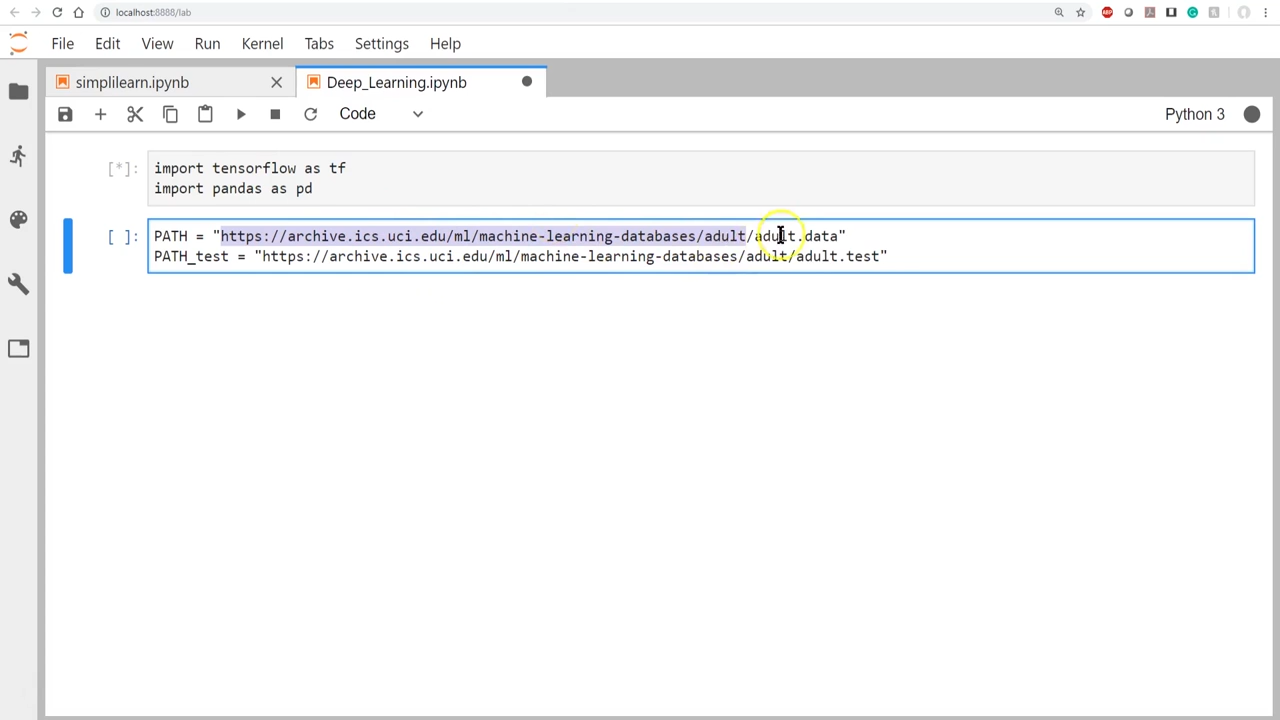 localhost:8888/lab
File Edit View Run Kernel Tabs Settings Help
simplilearn.ipynb Deep_Learning.ipynb
Code Python 3
[*]: import tensorflow as tf
import pandas as pd
[ ]: PATH = "https://archive.ics.uci.edu/ml/machine-learning-databases/adult/adult.data"
PATH_test = "https://archive.ics.uci.edu/ml/machine-learning-databases/adult/adult.test"